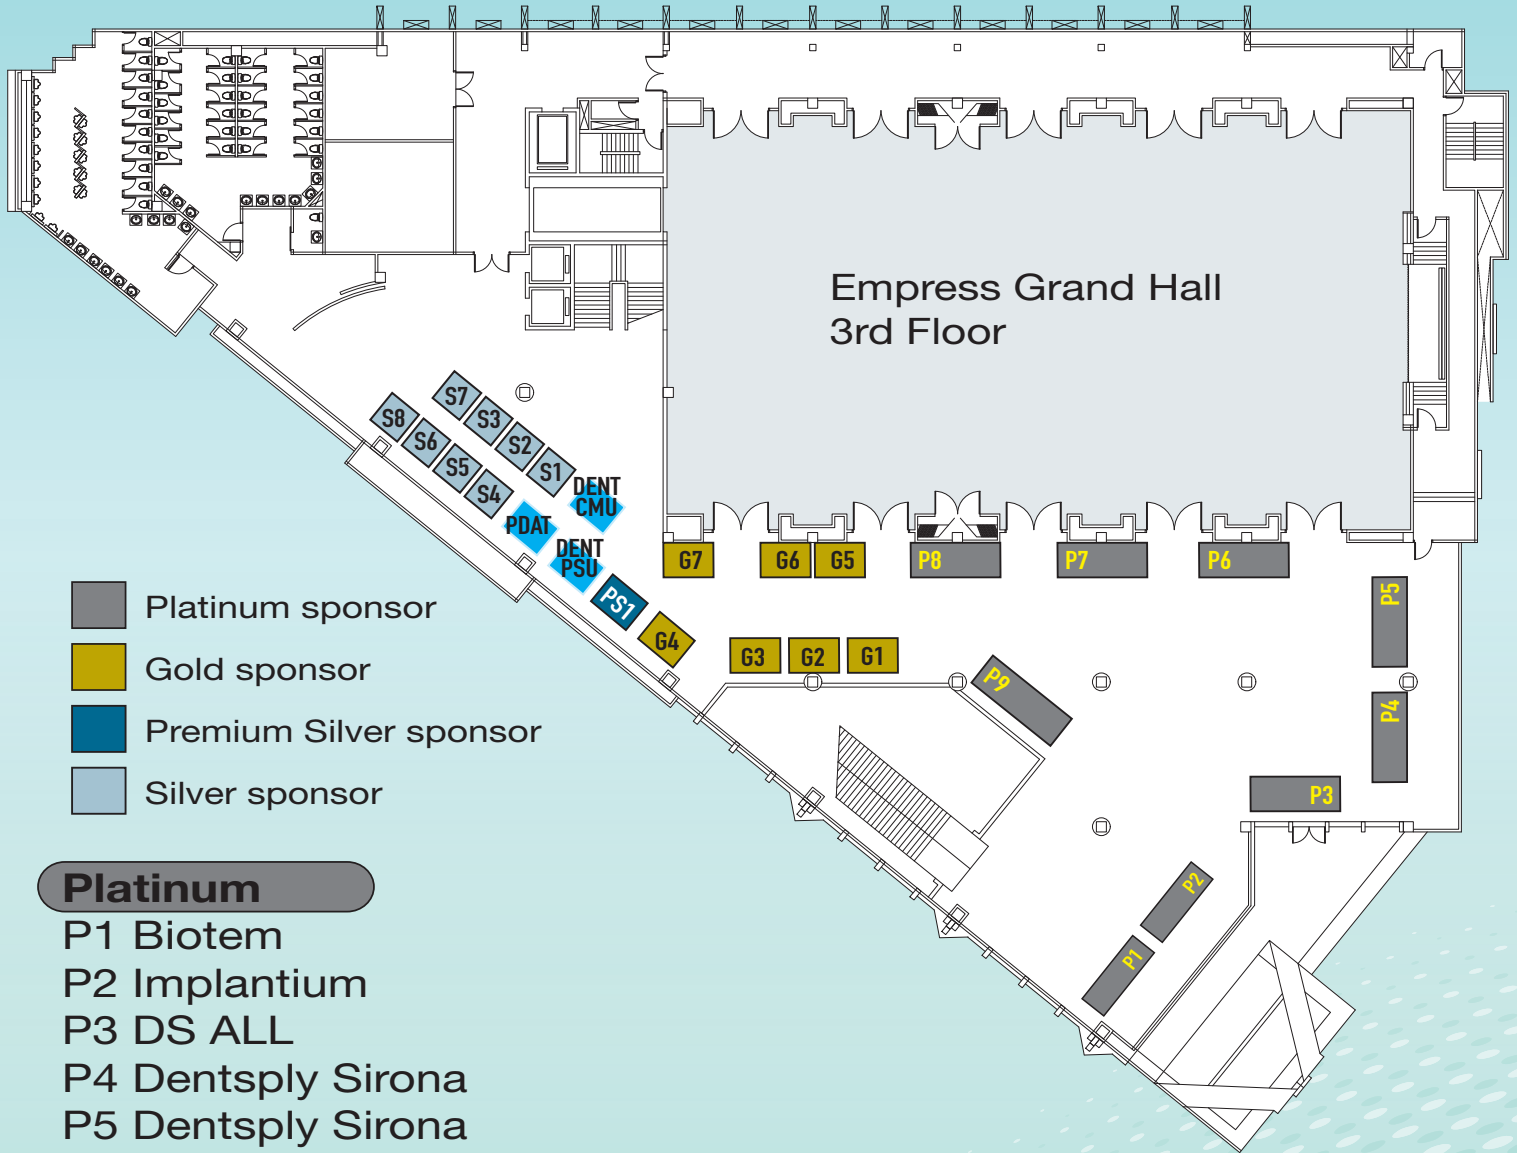 Empress Grand Hall
3rd Floor
S7
S3
S2
S1
S8
S6
S5
S4
DENT
CMU
PDAT
DENT
PSU
PS1
G4
G7
G6
G5
P8
P7
P6
P5
G3
G2
G1
P9
P4
P3
P2
P1
Platinum sponsor
Gold sponsor
Premium Silver sponsor
Silver sponsor
Platinum
P1 Biotem
P2 Implantium
P3 DS ALL
P4 Dentsply Sirona
P5 Dentsply Sirona